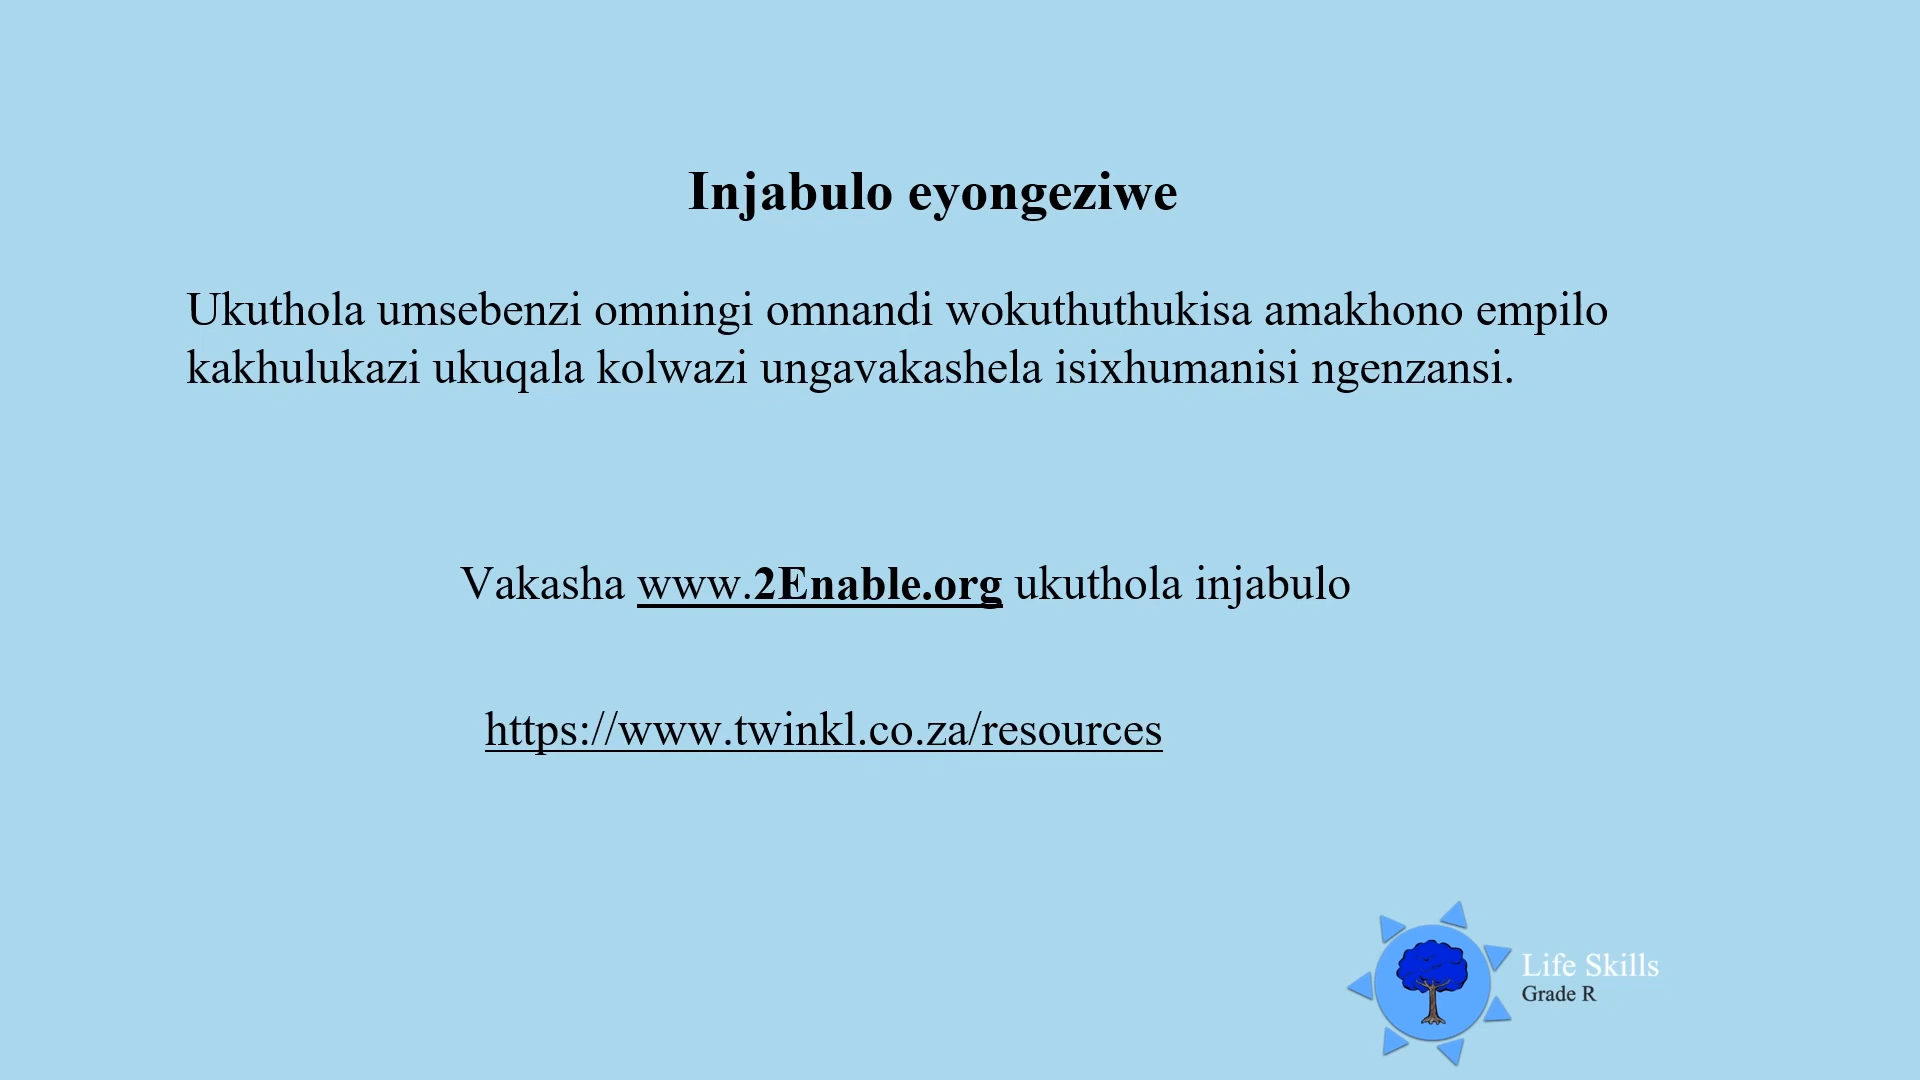 Injabulo eyongeziwe
Ukuthola umsebenzi omningi omnandi wokuthuthukisa amakhono empilo
kakhulukazi ukuqala kolwazi ungavakashela isixhumanisi ngenzansi.
Vakasha www.2Enable.org ukuthola injabulo
https://www.twinkl.co.za/resources
Life Skills
Grade R